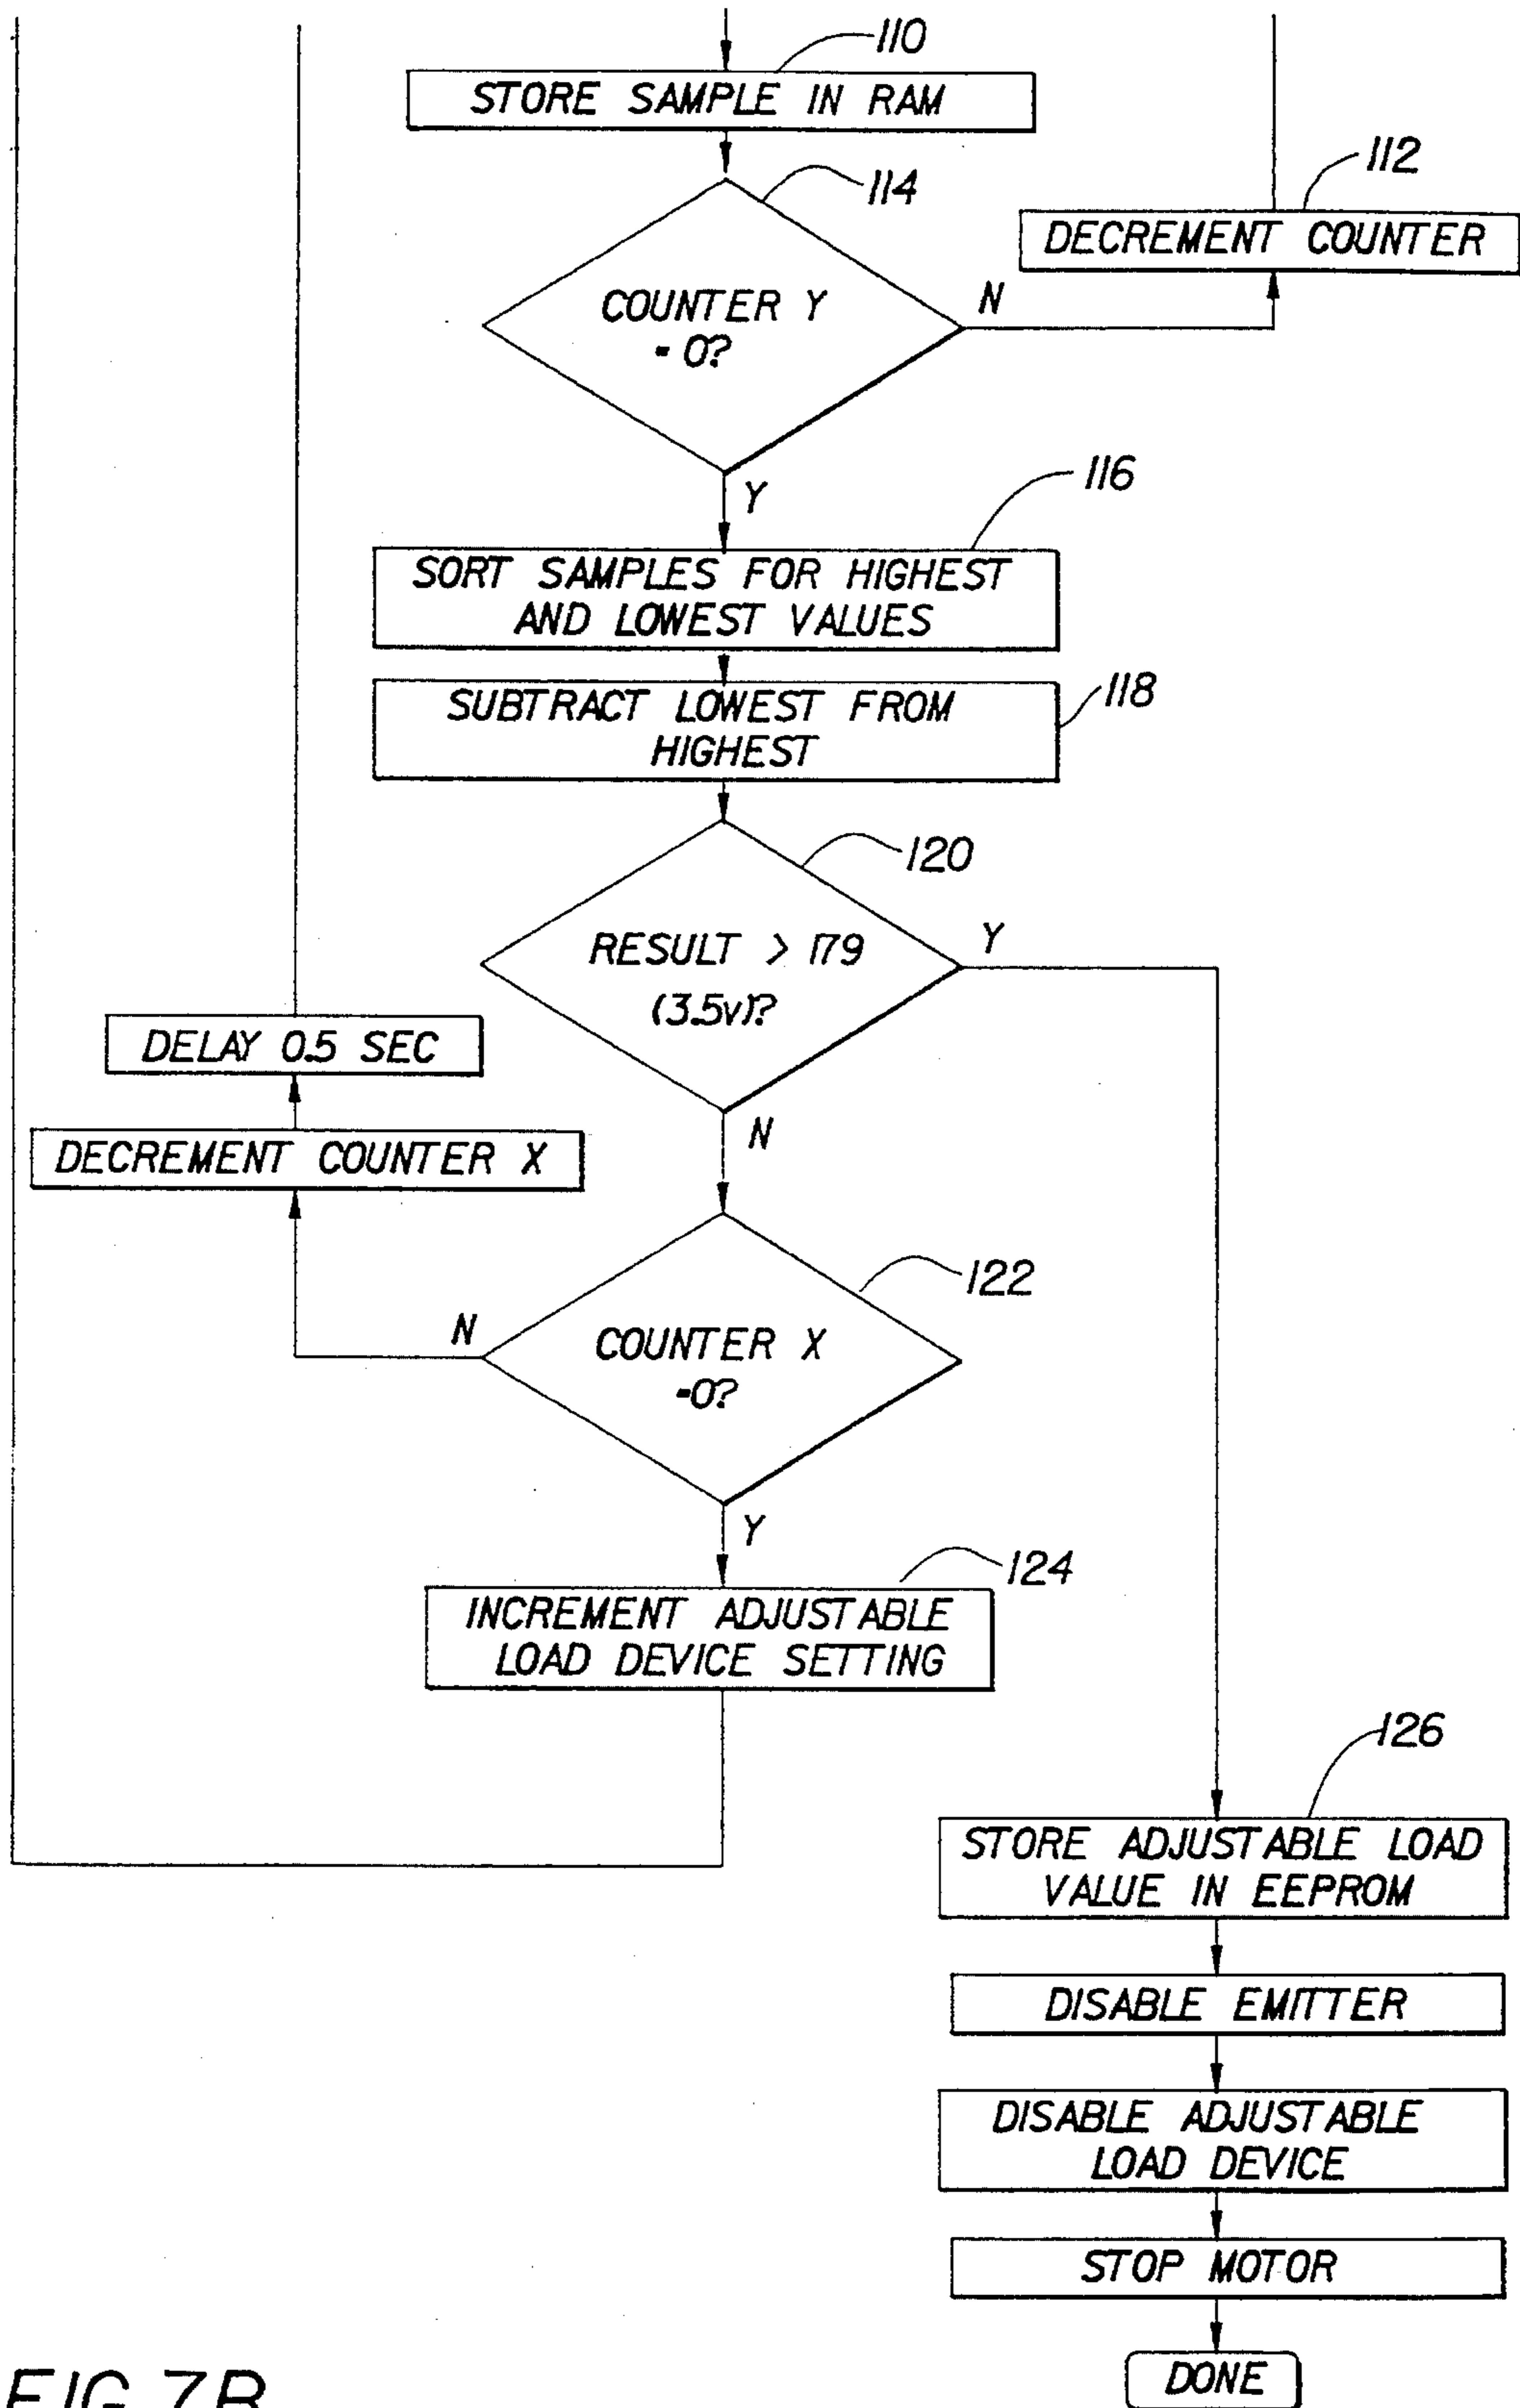 110
STORE SAMPLE IN RAM
114
112
DECREMENT COUNTER
COUNTER Y
= 0?
N
Y
116
SORT SAMPLES FOR HIGHEST
AND LOWEST VALUES
118
SUBTRACT LOWEST FROM
HIGHEST
120
RESULT > 179
(3.5v)?
Y
DELAY 0.5 SEC
N
DECREMENT COUNTER X
122
N
COUNTER X
=0?
Y
124
INCREMENT ADJUSTABLE
LOAD DEVICE SETTING
126
STORE ADJUSTABLE LOAD
VALUE IN EEPROM
DISABLE EMITTER
DISABLE ADJUSTABLE
LOAD DEVICE
STOP MOTOR
DONE
FIG. 7B